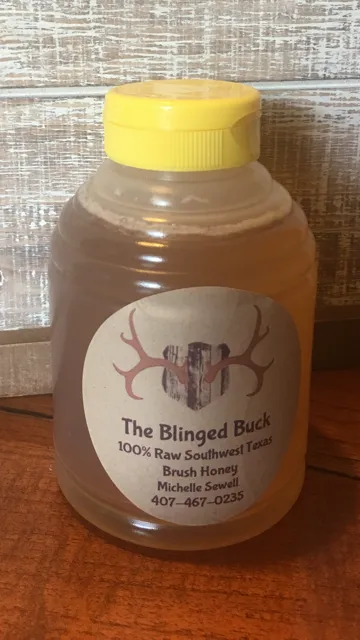 The Blinged Buck
100% Raw Southwest Texas
Brush Honey
Michelle Sewell
407-467-0235